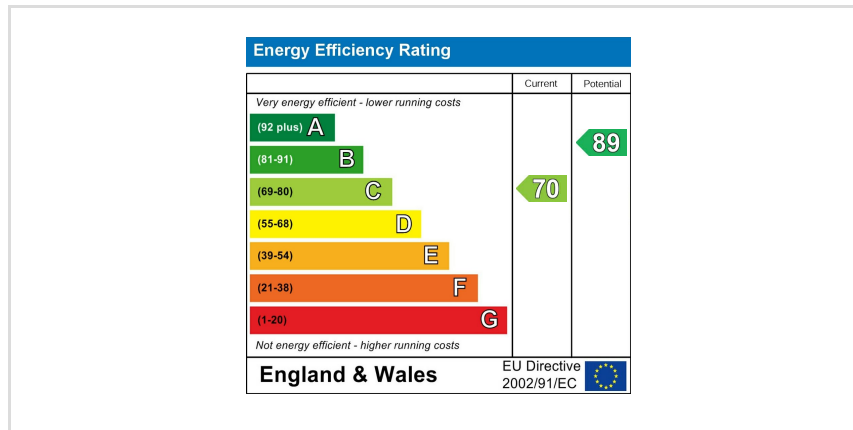 Energy Efficiency Rating
Current Potential
Very energy efficient - lower running costs
(92 plus) A
(81-91) B
(69-80) C
(55-68) D
(39-54) E
(21-38) F
(1-20) G
89
70
Not energy efficient - higher running costs
England & Wales
EU Directive
2002/91/EC